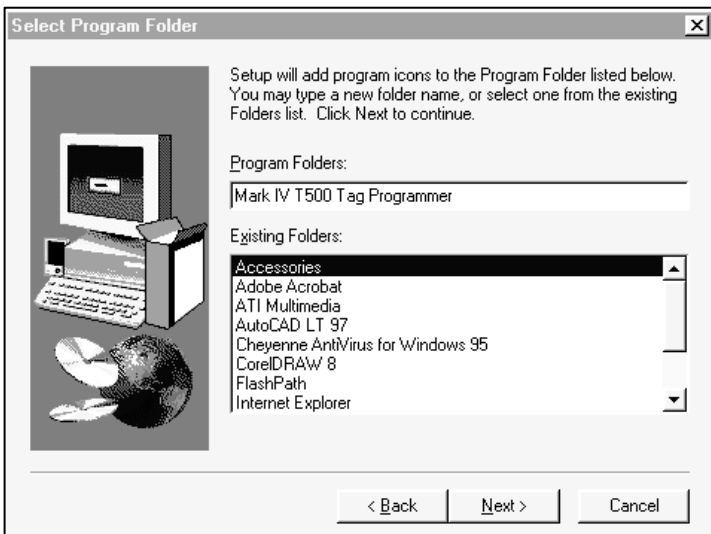 Select Program Folder
Setup will add program icons to the Program Folder listed below.
You may type a new folder name, or select one from the existing
Folders list. Click Next to continue.
Program Folders:
Mark IV T500 Tag Programmer
Existing Folders:
Accessories
Adobe Acrobat
ATI Multimedia
AutoCAD LT 97
Cheyenne AntiVirus for Windows 95
CorelDRAW 8
FlashPath
Internet Explorer
< Back Next > Cancel